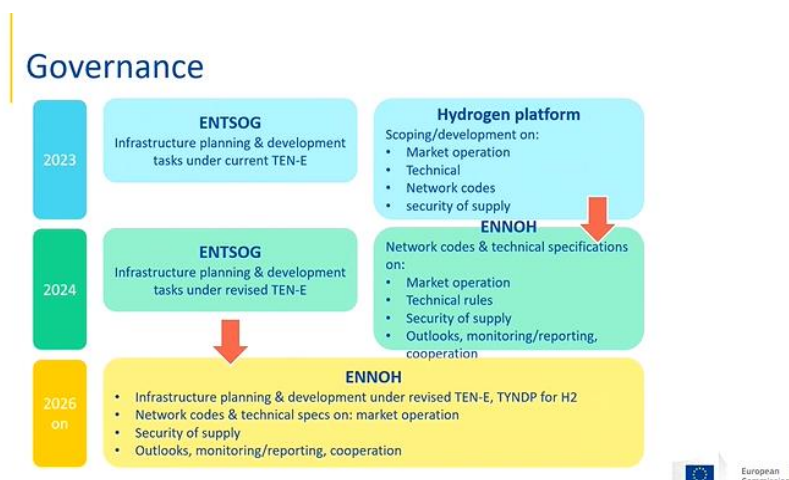 Governance
2023
ENTSOG
Infrastructure planning & development
tasks under current TEN-E
Hydrogen platform
Scoping/development on:
• Market operation
• Technical
• Network codes
• security of supply
2024
ENTSOG
Infrastructure planning & development
tasks under revised TEN-E
ENNOH
Network codes & technical specifications
on:
• Market operation
• Technical rules
• Security of supply
• Outlooks, monitoring/reporting,
cooperation
2026
on
ENNOH
• Infrastructure planning & development under revised TEN-E, TYNDP for H2
• Network codes & technical specs on: market operation
• Security of supply
• Outlooks, monitoring/reporting, cooperation
European